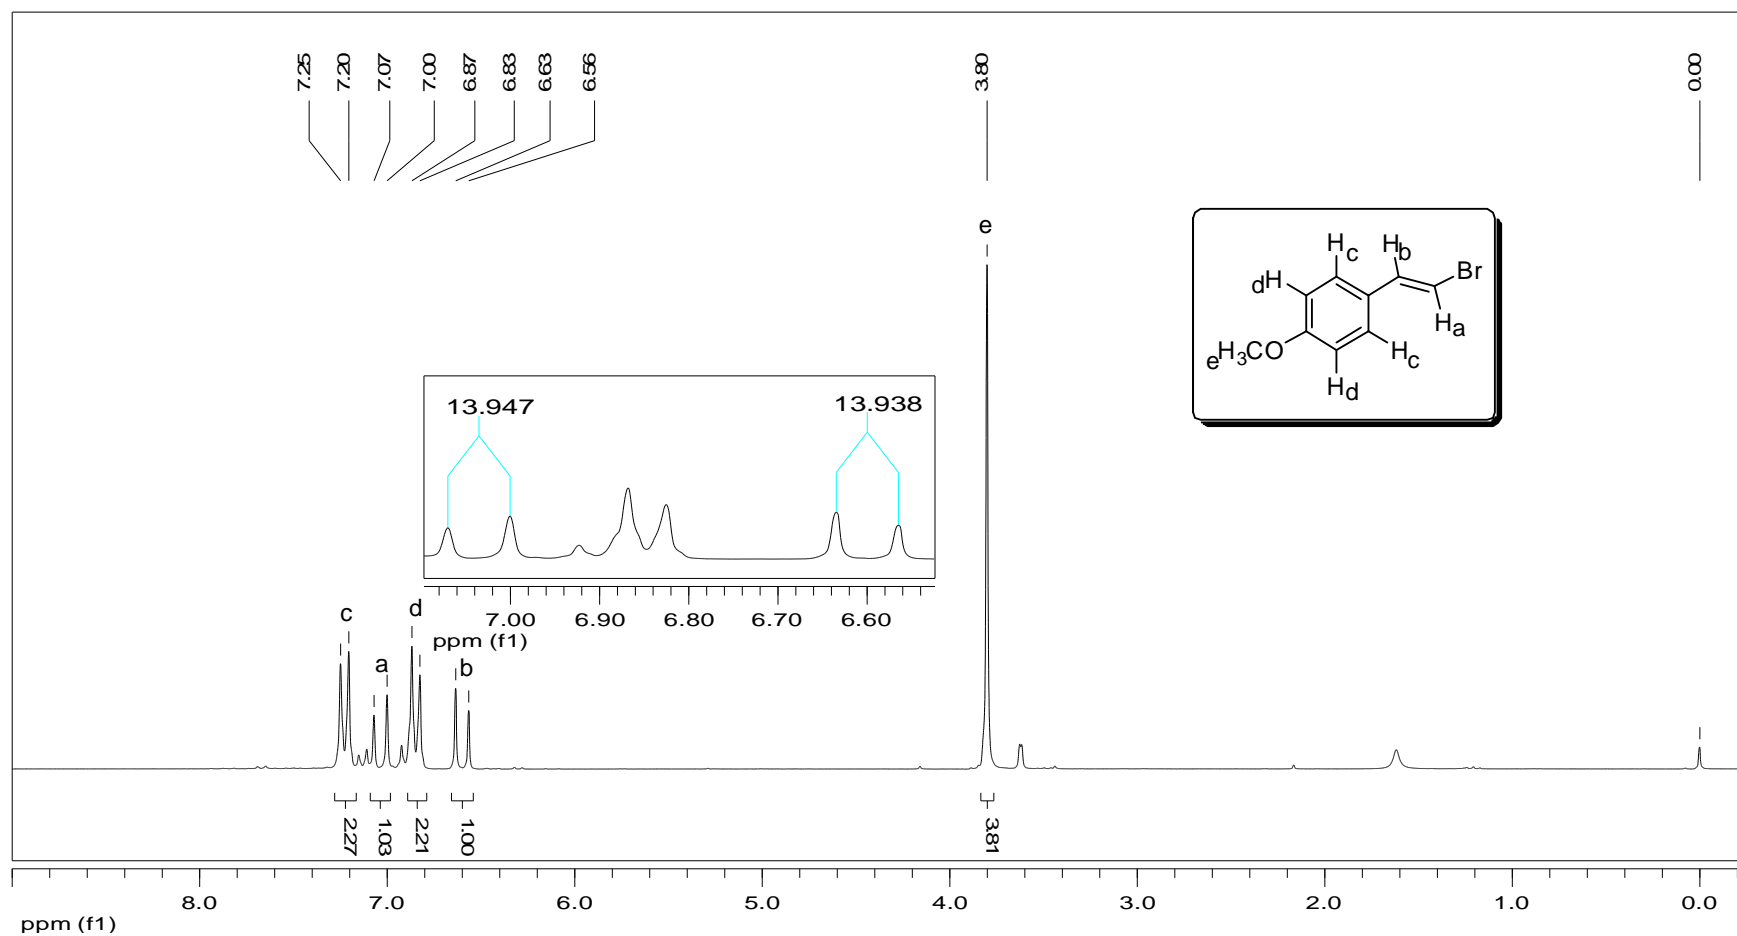 7.25 7.20 7.07 7.00 6.87 6.83 6.63 6.56 3.80 0.00
e
Hc Hb
dH Br
Ha
eH3CO Hc
Hd
13.947 13.938
7.00 6.90 6.80 6.70 6.60
ppm (f1)
c d
a b
2.27 1.03 2.21 1.00 3.81
8.0 7.0 6.0 5.0 4.0 3.0 2.0 1.0 0.0
ppm (f1)